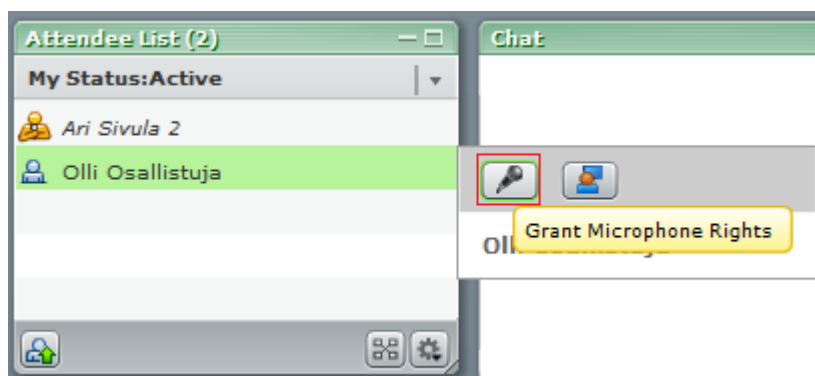 Attendee List (2)
Chat
My Status:Active
Ari Sivula 2
Olli Osallistuja
Grant Microphone Rights